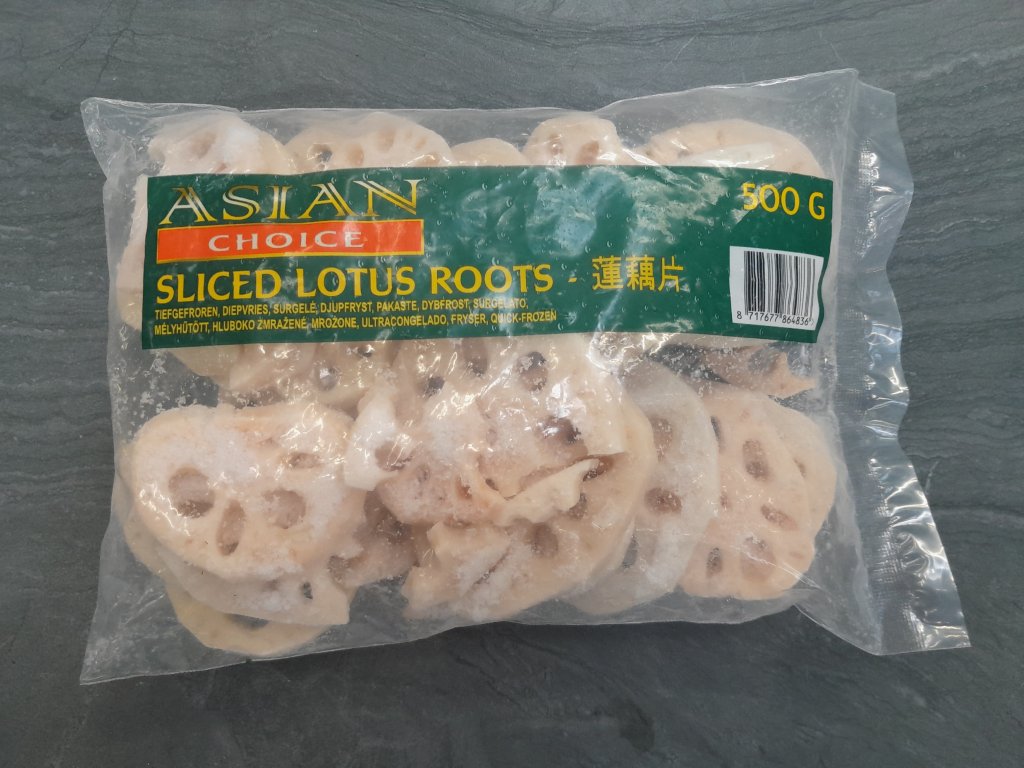 ASIAN
CHOICE
500 G
SLICED LOTUS ROOTS - 蓮藕片
TIEFGEFROREN, DIEPVRIES, SURGELÉ, DJUPFRYST, PAKASTE, DYBFROST, SURGELATO,
MÉLYHŰTÖTT, HLUBOKO ZMRAŽENÉ, MROŻONE, ULTRACONGELADO, FRYSER, QUICK-FROZEN
8 717677 864836